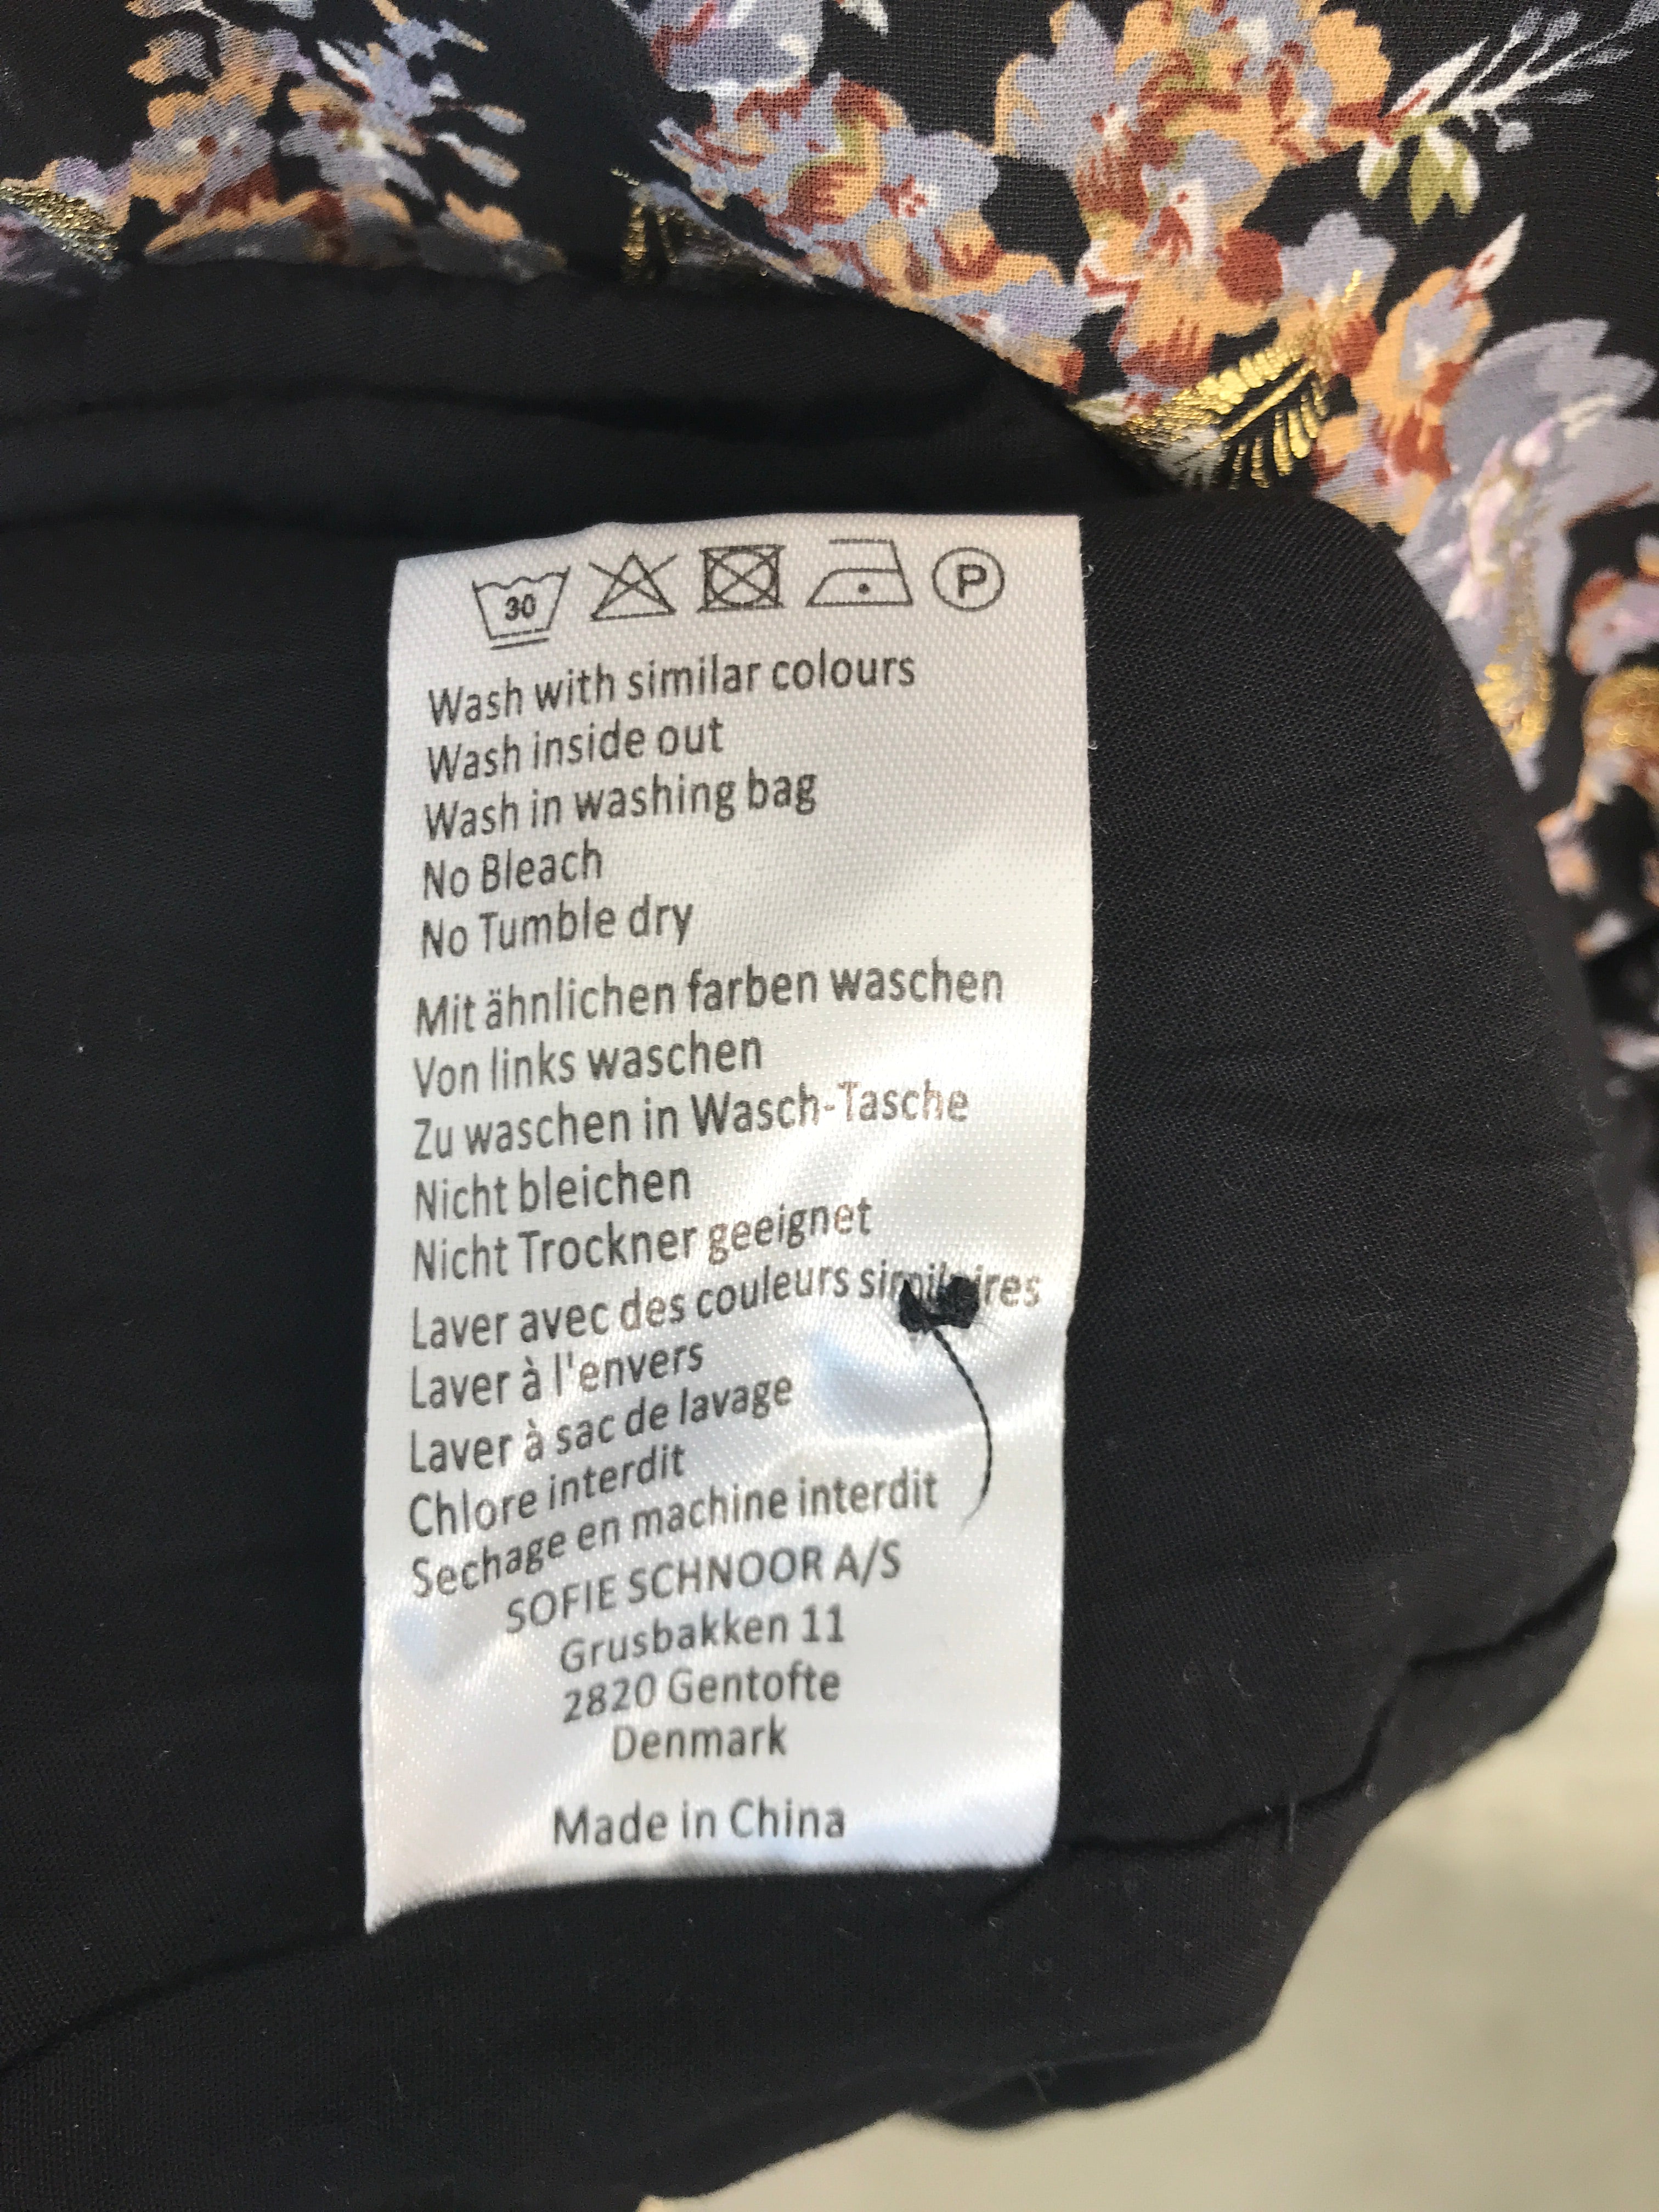 30 P
Wash with similar colours
Wash inside out
Wash in washing bag
No Bleach
No Tumble dry
Mit ähnlichen farben waschen
Von links waschen
Zu waschen in Wasch-Tasche
Nicht bleichen
Nicht Trockner geeignet
Laver avec des couleurs similaires
Laver à l'envers
Laver à sac de lavage
Chlore interdit
Sechage en machine interdit
SOFIE SCHNOOR A/S
Grusbakken 11
2820 Gentofte
Denmark
Made in China